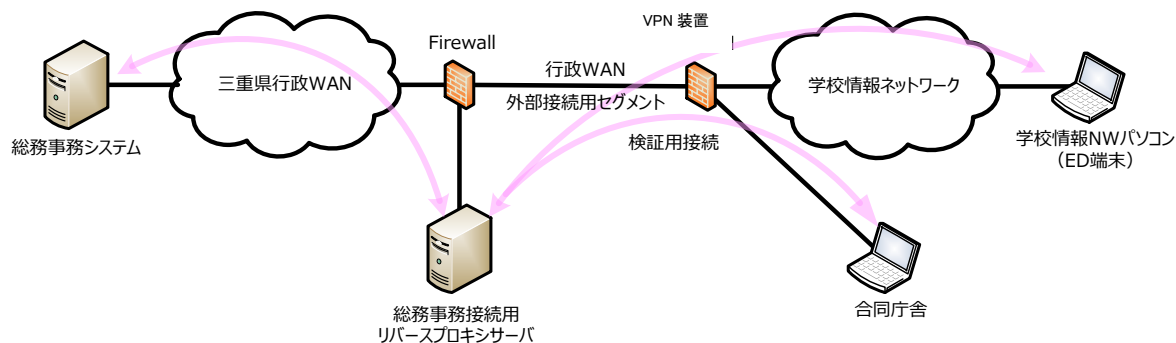 VPN 装置
Firewall
三重県行政WAN
行政WAN
外部接続用セグメント
学校情報ネットワーク
検証用接続
総務事務システム
学校情報NWパソコン
（ED端末）
総務事務接続用
リバースプロキシサーバ
合同庁舎